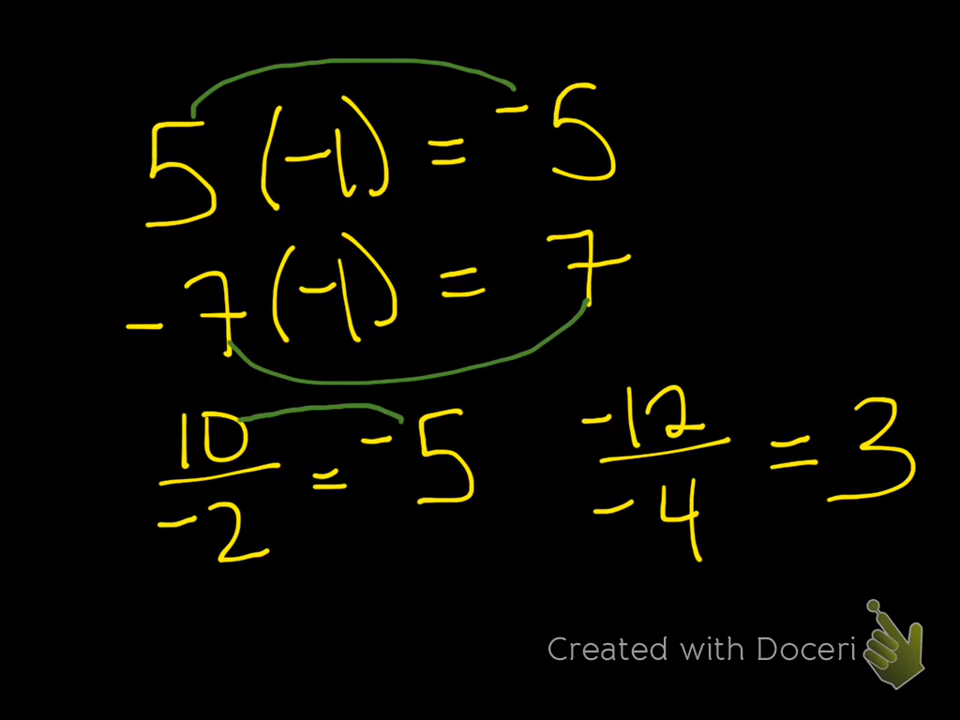 5 (-1) = -5
-7 (-1) = 7
10/-2 = -5
-12/-4 = 3
Created with Doceri